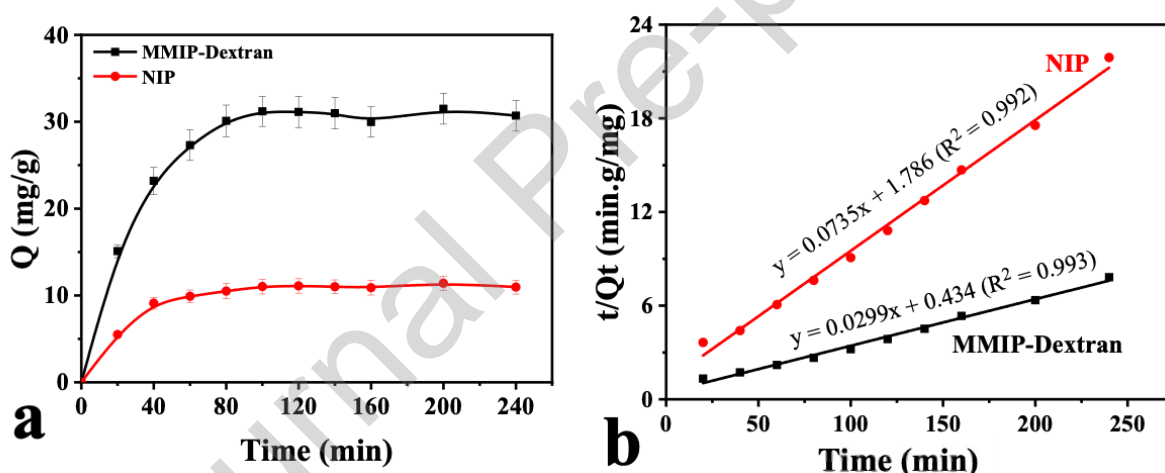 Journal Pre-p
40
30
20
10
0
Q (mg/g)
MMIP-Dextran
NIP
0 40 80 120 160 200 240
Time (min)
a
24
18
12
6
0
t/Qt (min.g/mg)
NIP
y = 0.0735x + 1.786 (R² = 0.992)
y = 0.0299x + 0.434 (R² = 0.993)
MMIP-Dextran
0 50 100 150 200 250
Time (min)
b